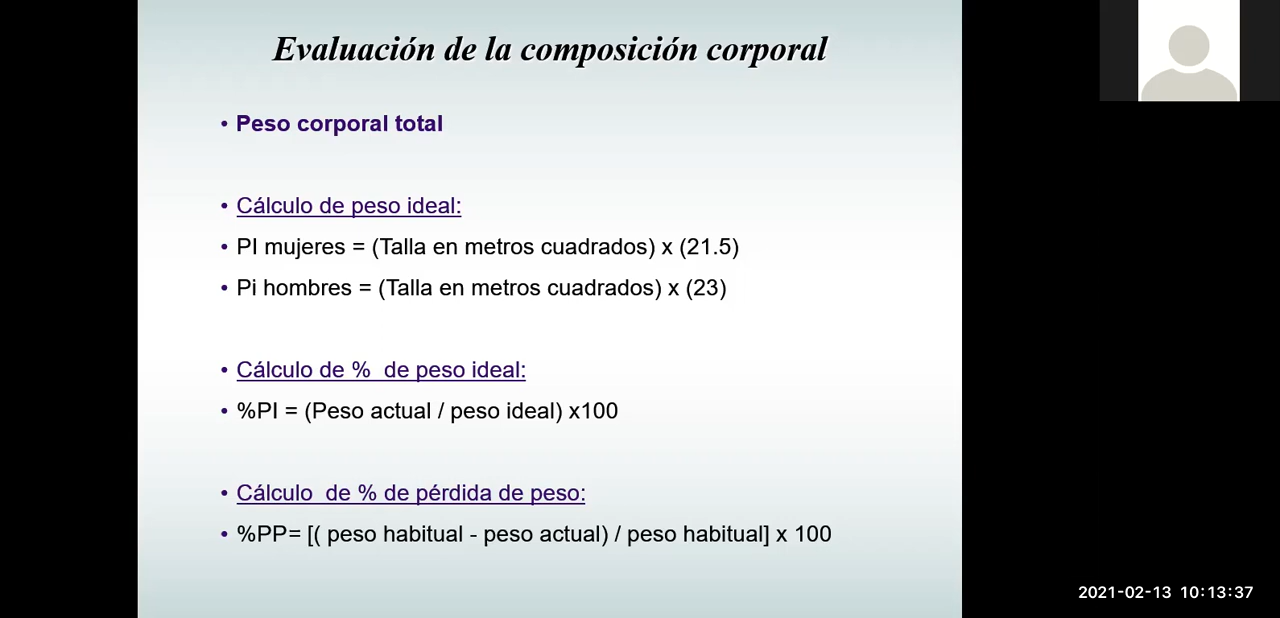 Evaluación de la composición corporal
• Peso corporal total
• Cálculo de peso ideal:
• PI mujeres = (Talla en metros cuadrados) x (21.5)
• Pi hombres = (Talla en metros cuadrados) x (23)
• Cálculo de %  de peso ideal:
• %PI = (Peso actual / peso ideal) x100
• Cálculo  de % de pérdida de peso:
• %PP= [( peso habitual - peso actual) / peso habitual] x 100
2021-02-13 10:13:37